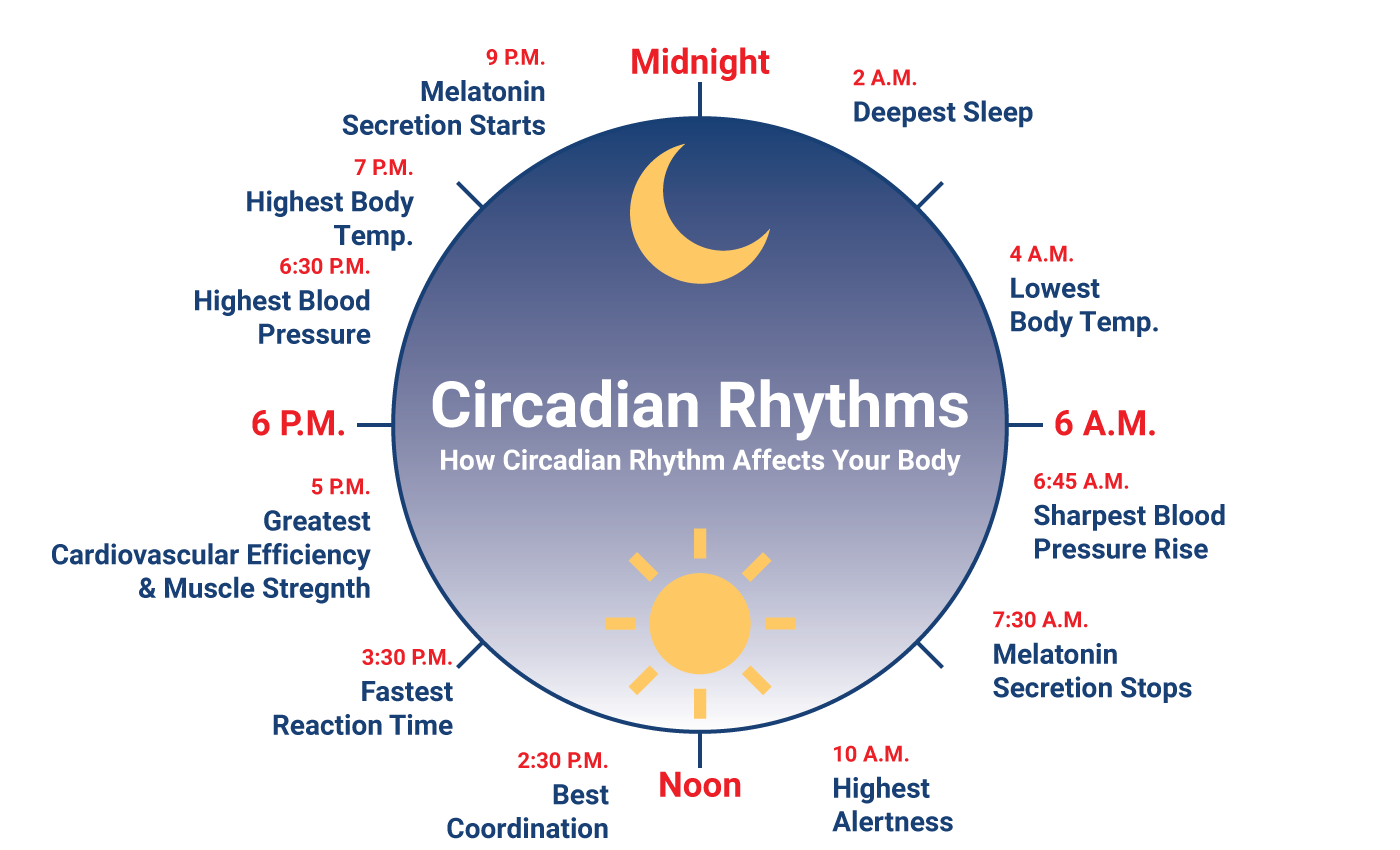 Midnight
2 A.M.
Deepest Sleep
4 A.M.
Lowest
Body Temp.
6 A.M.
6:45 A.M.
Sharpest Blood
Pressure Rise
7:30 A.M.
Melatonin
Secretion Stops
10 A.M.
Highest
Alertness
Noon
2:30 P.M.
Best
Coordination
3:30 P.M.
Fastest
Reaction Time
5 P.M.
Greatest
Cardiovascular Efficiency
& Muscle Stregnth
6 P.M.
6:30 P.M.
Highest Blood
Pressure
7 P.M.
Highest Body
Temp.
9 P.M.
Melatonin
Secretion Starts
Circadian Rhythms
How Circadian Rhythm Affects Your Body